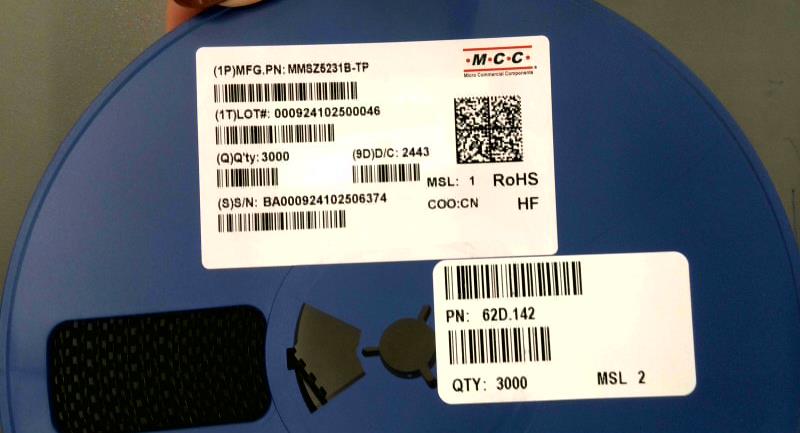 (1P)MFG.PN: MMSZ5231B-TP
·M·C·C·
Micro Commercial Components
(1T)LOT#: 000924102500046
(Q)Q'ty: 3000 (9D)D/C: 2443
MSL: 1 RoHS
(S)S/N: BA000924102506374
COO:CN HF
PN: 62D.142
QTY: 3000 MSL 2